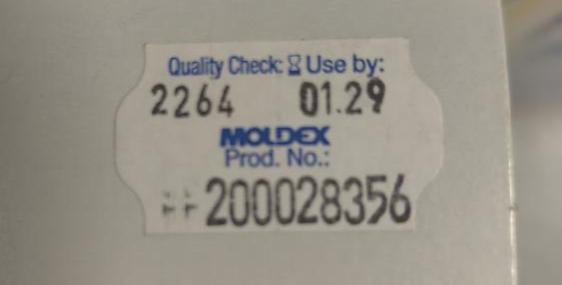 Quality Check: ⌛ Use by:
2264 01.29
MOLDEX
Prod. No.:
200028356